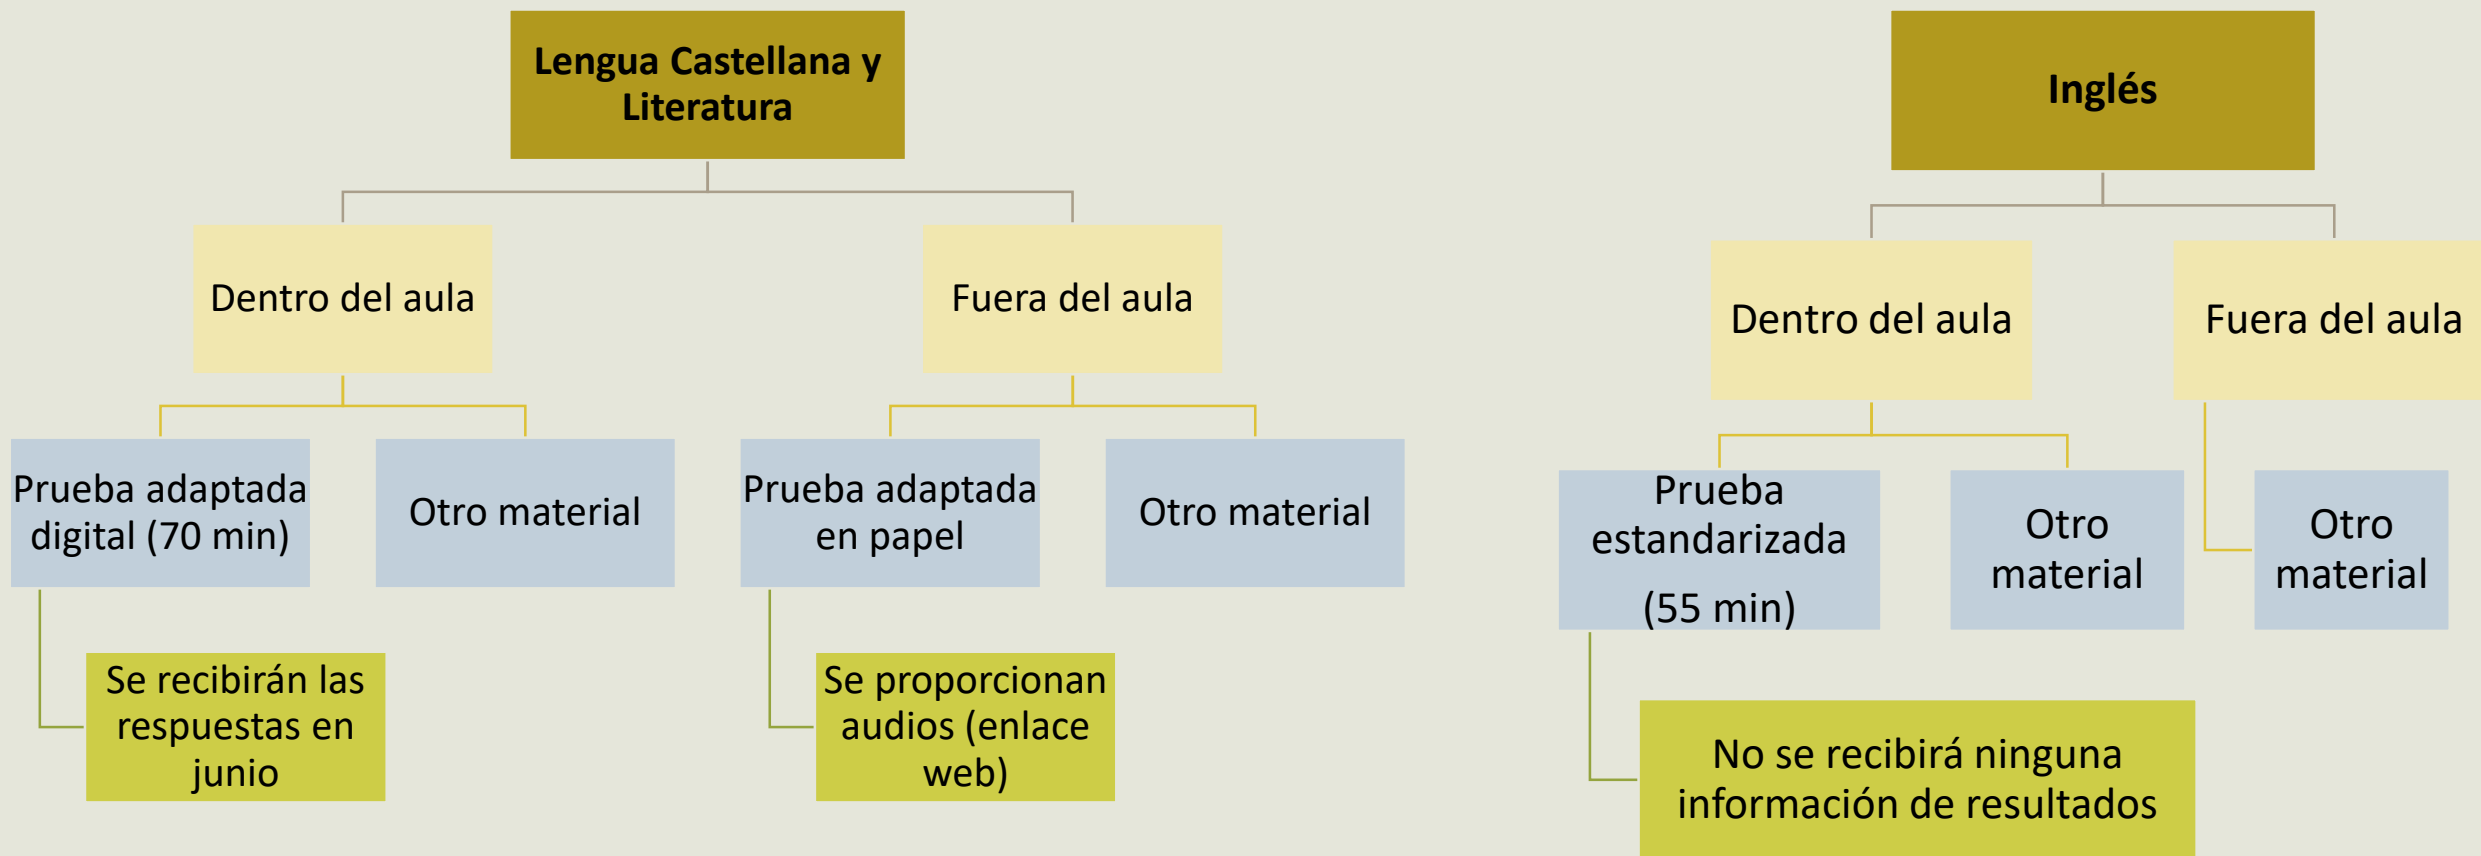 Lengua Castellana y
Literatura
Dentro del aula
Fuera del aula
Prueba adaptada
digital (70 min)
Otro material
Prueba adaptada
en papel
Otro material
Se recibirán las
respuestas en
junio
Se proporcionan
audios (enlace
web)
Inglés
Dentro del aula
Fuera del aula
Prueba
estandarizada
(55 min)
Otro
material
Otro
material
No se recibirá ninguna
información de resultados